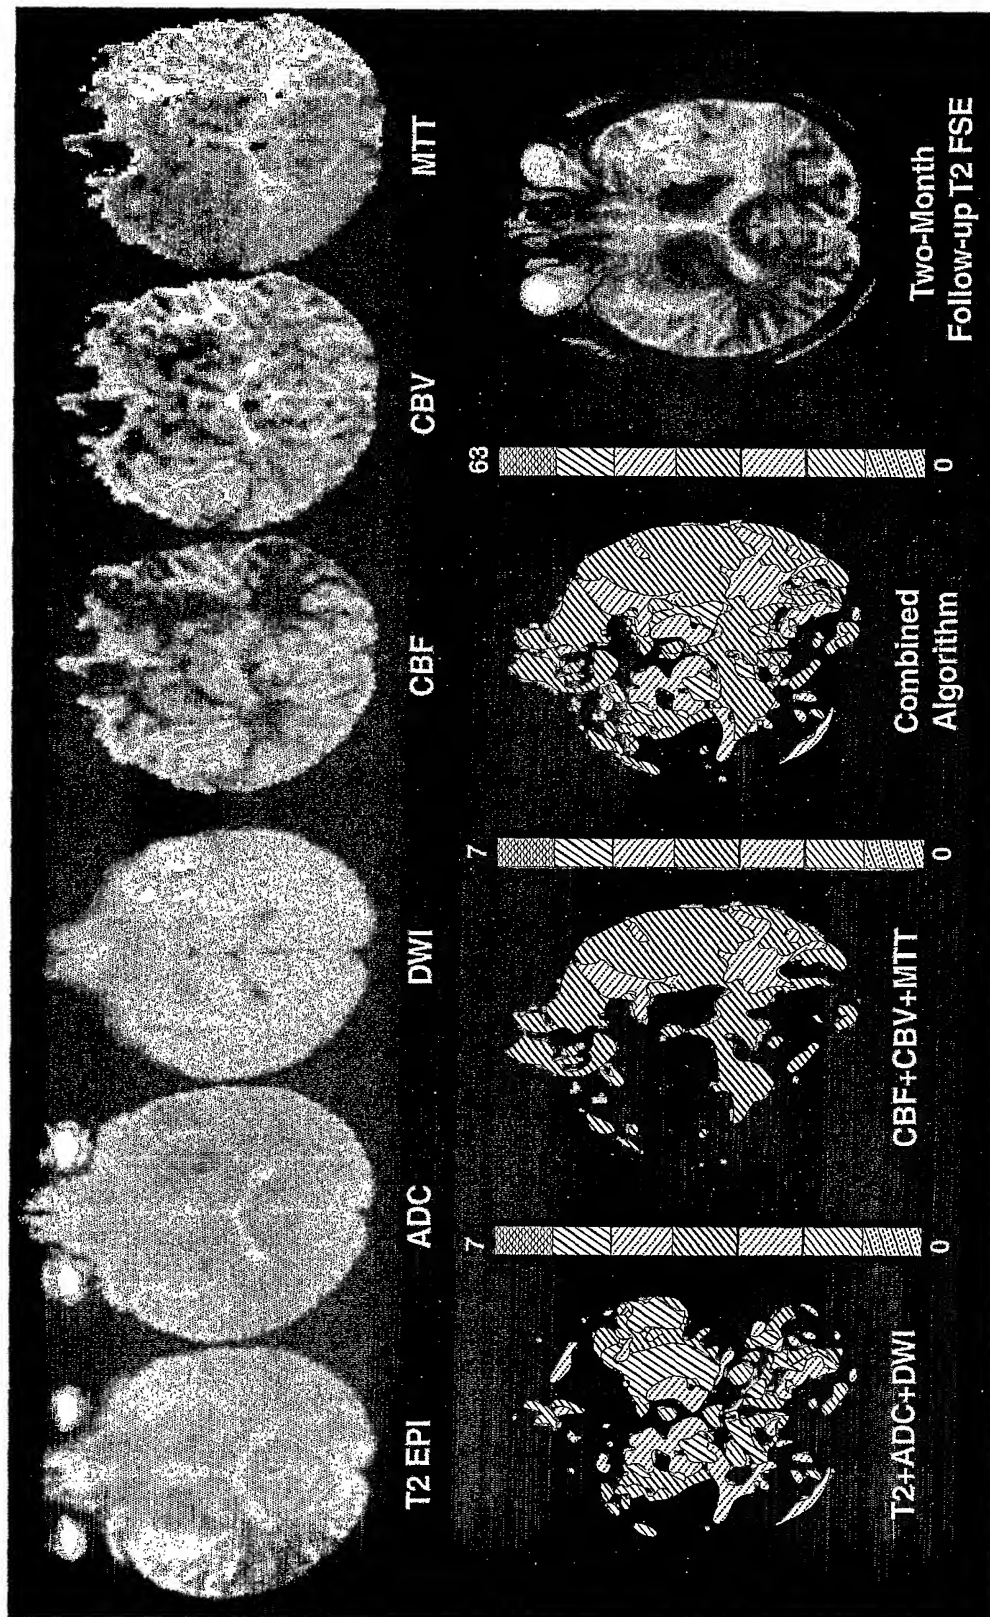 T2 EPI
ADC
DWI
CBF
CBV
MTT
7
0
T2+ADC+DWI
7
0
CBF+CBV+MTT
63
0
Combined
Algorithm
Two-Month
Follow-up T2 FSE